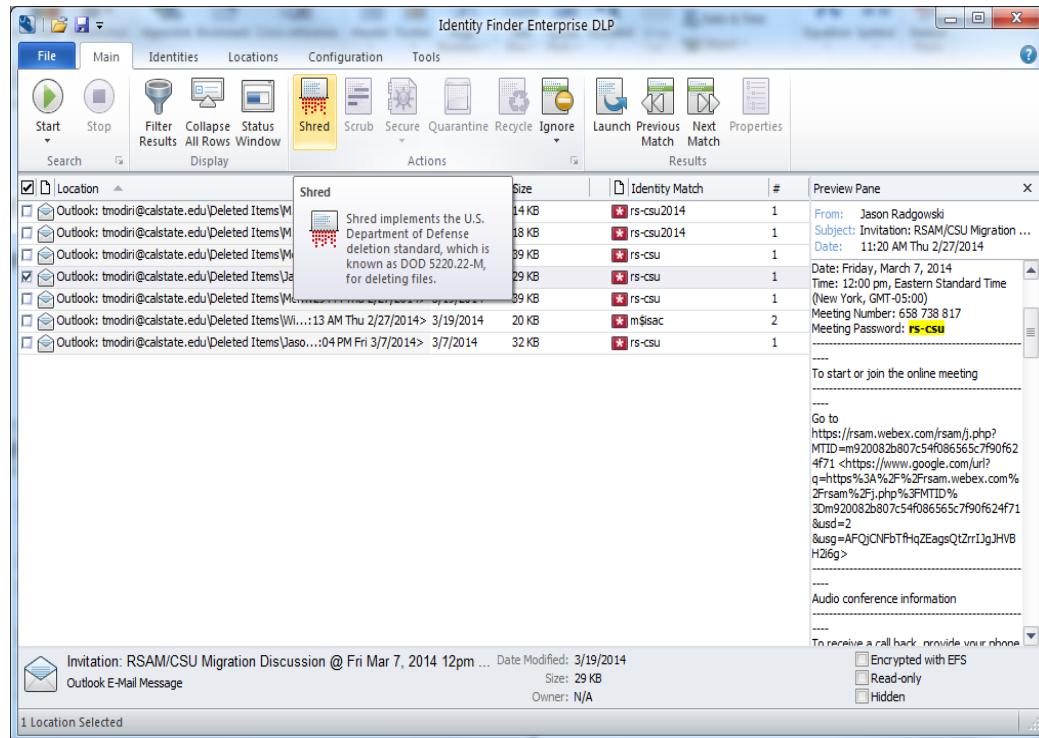 Identity Finder Enterprise DLP
File Main Identities Locations Configuration Tools
Start Stop Filter Results Collapse All Rows Status Window Shred Scrub Secure Quarantine Recycle Ignore Launch Previous Match Next Match Properties
Search Display Actions Results
Location Size Identity Match # Preview Pane X
Shred
Shred implements the U.S.
Department of Defense
deletion standard, which is
known as DOD 5220.22-M,
for deleting files.
Outlook: tmodiri@calstate.edu\Deleted Items\M 14 KB rs-csu2014 1
Outlook: tmodiri@calstate.edu\Deleted Items\M 18 KB rs-csu2014 1
Outlook: tmodiri@calstate.edu\Deleted Items\Me 39 KB rs-csu 1
Outlook: tmodiri@calstate.edu\Deleted Items\Ja 29 KB rs-csu 1
Outlook: tmodiri@calstate.edu\Deleted Items\ 39 KB rs-csu 1
Outlook: tmodiri@calstate.edu\Deleted Items\Wi...:13 AM Thu 2/27/2014> 3/19/2014 20 KB m$isac 2
Outlook: tmodiri@calstate.edu\Deleted Items\Jaso...:04 PM Fri 3/7/2014> 3/7/2014 32 KB rs-csu 1
From: Jason Radgowski
Subject: Invitation: RSAM/CSU Migration ...
Date: 11:20 AM Thu 2/27/2014
Date: Friday, March 7, 2014
Time: 12:00 pm, Eastern Standard Time
(New York, GMT-05:00)
Meeting Number: 658 738 817
Meeting Password: rs-csu
----
To start or join the online meeting
----
Go to
https://rsam.webex.com/rsam/j.php?
MTID=m920082b807c54f086565c7f90f62
4f71 <https://www.google.com/url?
q=https%3A%2F%2Frsam.webex.com%
2Frsam%2Fj.php%3FMTID%
3Dm920082b807c54f086565c7f90f624f71
&usd=2
&usg=AFQjCNFbTfHqZEagsQtZrrIJgJHVB
H2i6g>
----
Audio conference information
----
To receive a call back, provide your phone
Invitation: RSAM/CSU Migration Discussion @ Fri Mar 7, 2014 12pm ... Date Modified: 3/19/2014 Encrypted with EFS
Outlook E-Mail Message Size: 29 KB Read-only
Owner: N/A Hidden
1 Location Selected